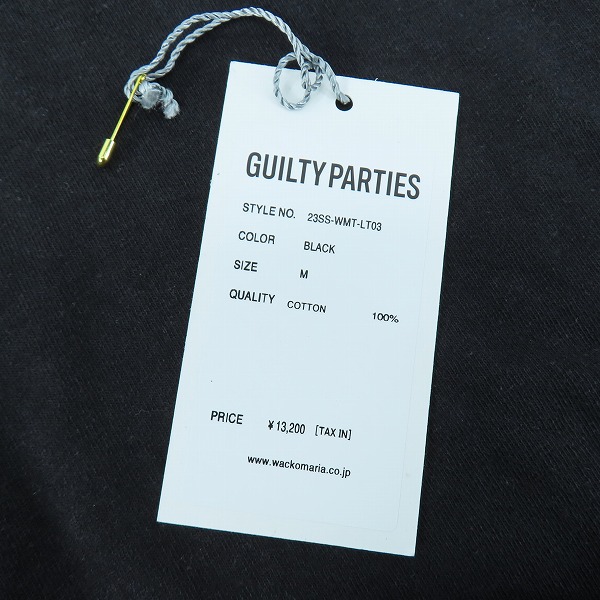 GUILTY PARTIES
STYLE NO. 23SS-WMT-LT03
COLOR BLACK
SIZE M
QUALITY COTTON 100%
PRICE ¥13,200 [TAX IN]
www.wackomaria.co.jp